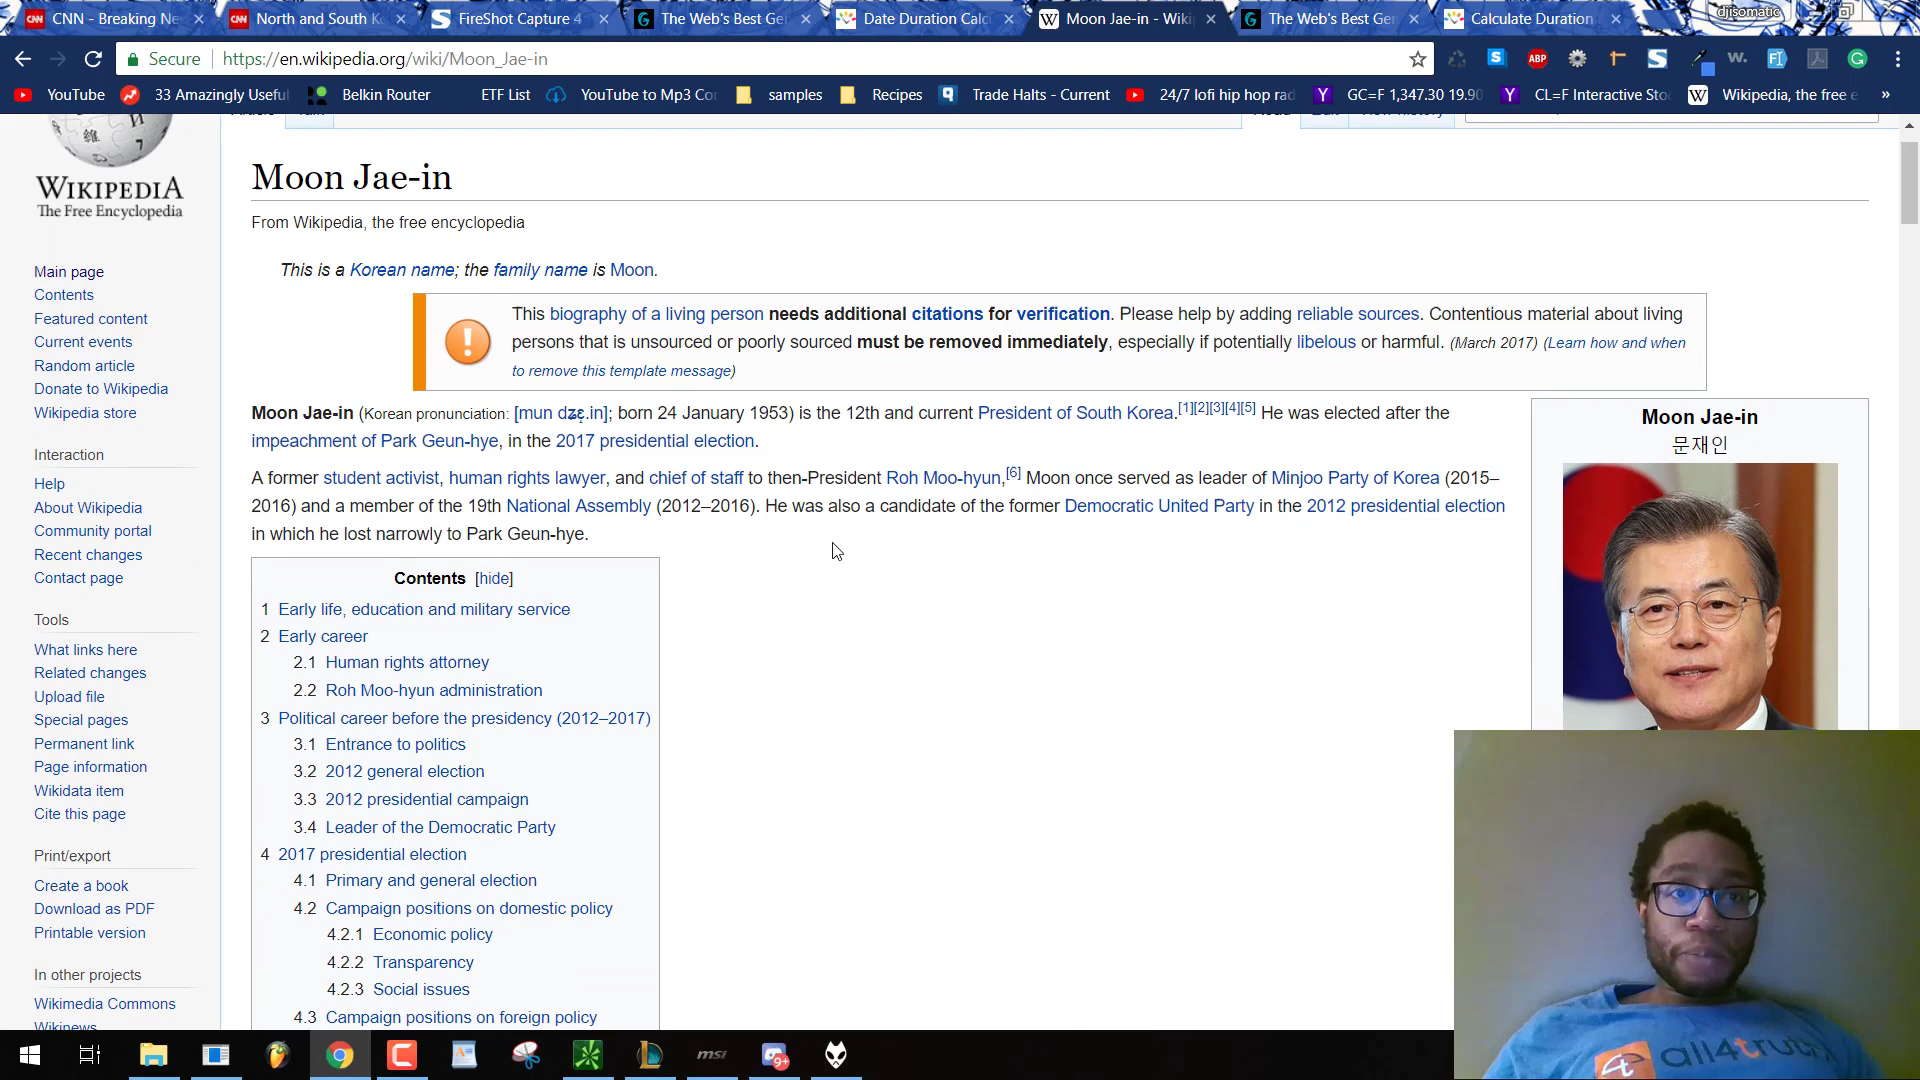 CNN - Breaking Ne
North and South K
FireShot Capture 4
The Web's Best Ge
Date Duration Calc
Moon Jae-in - Wiki
The Web's Best Ge
Calculate Duration
djisomatic
Secure
https://en.wikipedia.org/wiki/Moon_Jae-in
YouTube
33 Amazingly Useful
Belkin Router
ETF List
YouTube to Mp3 Co
samples
Recipes
Trade Halts - Current
24/7 lofi hip hop rad
GC=F 1,347.30 19.90
CL=F Interactive Sto
Wikipedia, the free e
WIKIPEDIA
The Free Encyclopedia
Main page
Contents
Featured content
Current events
Random article
Donate to Wikipedia
Wikipedia store
Interaction
Help
About Wikipedia
Community portal
Recent changes
Contact page
Tools
What links here
Related changes
Upload file
Special pages
Permanent link
Page information
Wikidata item
Cite this page
Print/export
Create a book
Download as PDF
Printable version
In other projects
Wikimedia Commons
Wikinews
Moon Jae-in
From Wikipedia, the free encyclopedia
This is a Korean name; the family name is Moon.
This biography of a living person needs additional citations for verification. Please help by adding reliable sources. Contentious material about living
persons that is unsourced or poorly sourced must be removed immediately, especially if potentially libelous or harmful. (March 2017) (Learn how and when
to remove this template message)
Moon Jae-in (Korean pronunciation: [mun dʑɛ̝.in]; born 24 January 1953) is the 12th and current President of South Korea.[1][2][3][4][5] He was elected after the
impeachment of Park Geun-hye, in the 2017 presidential election.
A former student activist, human rights lawyer, and chief of staff to then-President Roh Moo-hyun,[6] Moon once served as leader of Minjoo Party of Korea (2015–
2016) and a member of the 19th National Assembly (2012–2016). He was also a candidate of the former Democratic United Party in the 2012 presidential election
in which he lost narrowly to Park Geun-hye.
Contents [hide]
1 Early life, education and military service
2 Early career
2.1 Human rights attorney
2.2 Roh Moo-hyun administration
3 Political career before the presidency (2012–2017)
3.1 Entrance to politics
3.2 2012 general election
3.3 2012 presidential campaign
3.4 Leader of the Democratic Party
4 2017 presidential election
4.1 Primary and general election
4.2 Campaign positions on domestic policy
4.2.1 Economic policy
4.2.2 Transparency
4.2.3 Social issues
4.3 Campaign positions on foreign policy
Moon Jae-in
문재인
all4truth
msi
9+